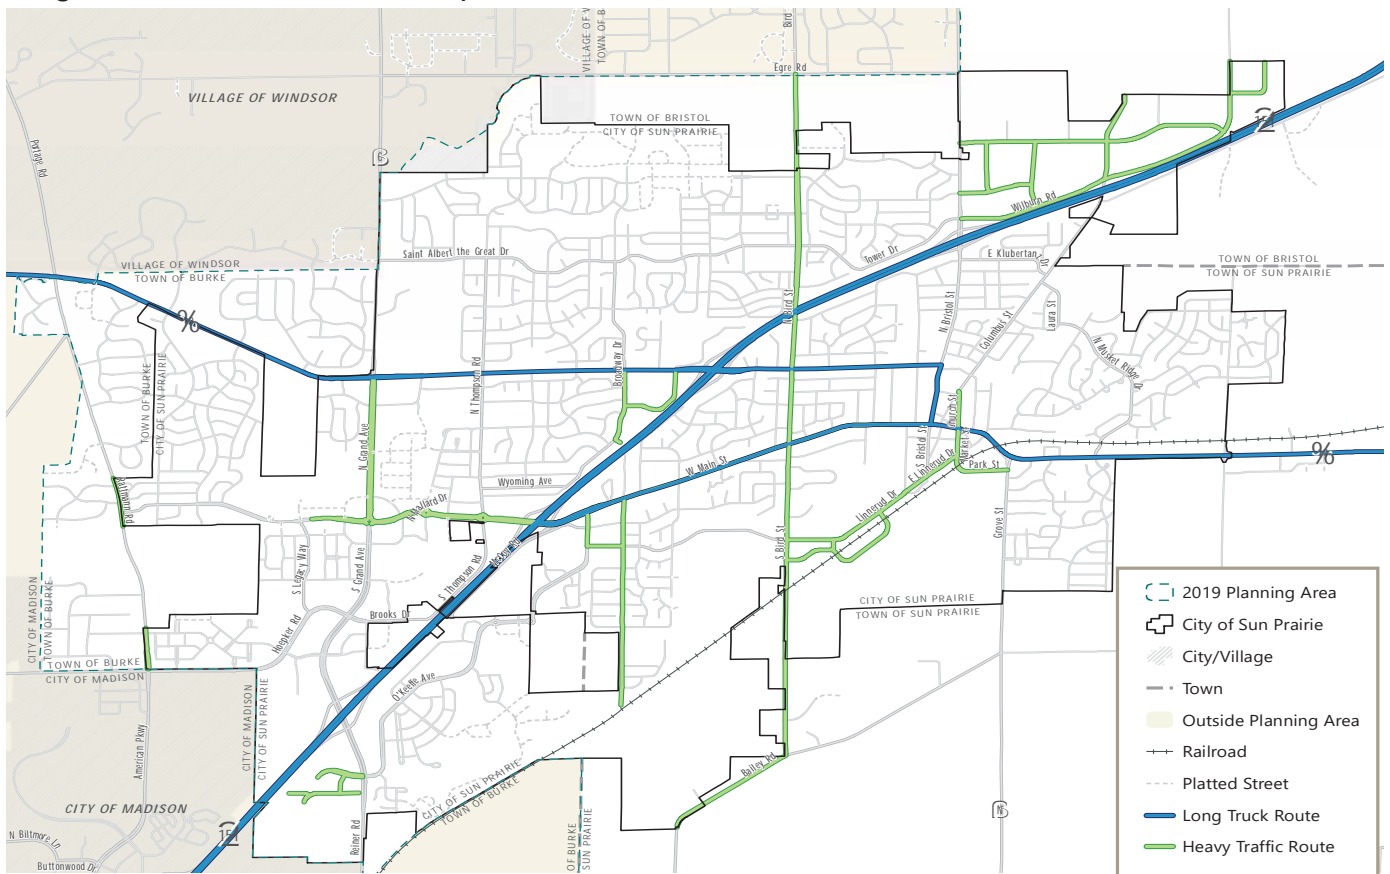 Bird
Egre Rd
VILLAGE OF WINDSOR
TOWN OF BRISTOL
CITY OF SUN PRAIRIE
151
Portage Rd
Wilburn Rd
Saint Albert the Great Dr
Tower Dr
E Klubertanz Dr
VILLAGE OF WINDSOR
TOWN OF BURKE
TOWN OF BRISTOL
TOWN OF SUN PRAIRIE
N Bird St
N Bristol St
Columbus St
Laura St
N Musket Ridge Dr
TOWN OF BURKE
CITY OF SUN PRAIRIE
N Thompson Rd
Broadway Dr
N Grand Ave
Church St
Market St
S Bristol St
W Main St
E Linnerud Dr
Park St
Wyoming Ave
Rattmann Rd
N Mallard Dr
Linnerud Dr
Grove St
S Bird St
McCoy Rd
S Thompson Rd
S Legacy Way
S Grand Ave
Brooks Dr
Hoepker Rd
CITY OF MADISON
TOWN OF BURKE
CITY OF SUN PRAIRIE
TOWN OF SUN PRAIRIE
TOWN OF BURKE
CITY OF MADISON
O'Keeffe Ave
CITY OF MADISON
CITY OF SUN PRAIRIE
American Pkwy
Bailey Rd
CITY OF SUN PRAIRIE
TOWN OF BURKE
CITY OF MADISON
151
Reiner Rd
N Biltmore Ln
Buttonwood Dr
OF BURKE
SUN PRAIRIE
2019 Planning Area
City of Sun Prairie
City/Village
Town
Outside Planning Area
Railroad
Platted Street
Long Truck Route
Heavy Traffic Route